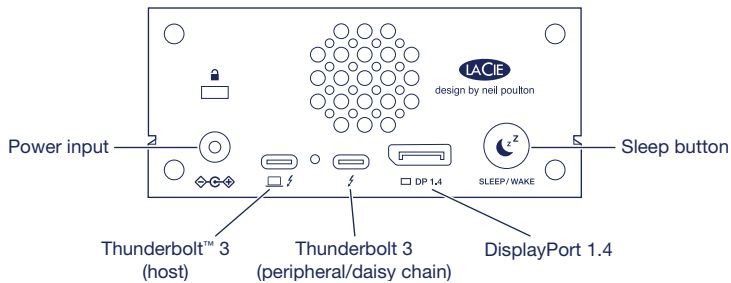 LACIE
design by neil poulton
Power input
Sleep button
z z
DP 1.4
SLEEP/WAKE
Thunderbolt™ 3
(host)
Thunderbolt 3
(peripheral/daisy chain)
DisplayPort 1.4